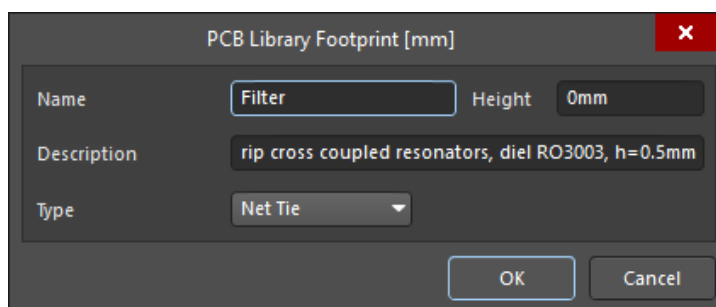 PCB Library Footprint [mm]
Name Filter Height 0mm
Description rip cross coupled resonators, diel RO3003, h=0.5mm
Type Net Tie
OK Cancel